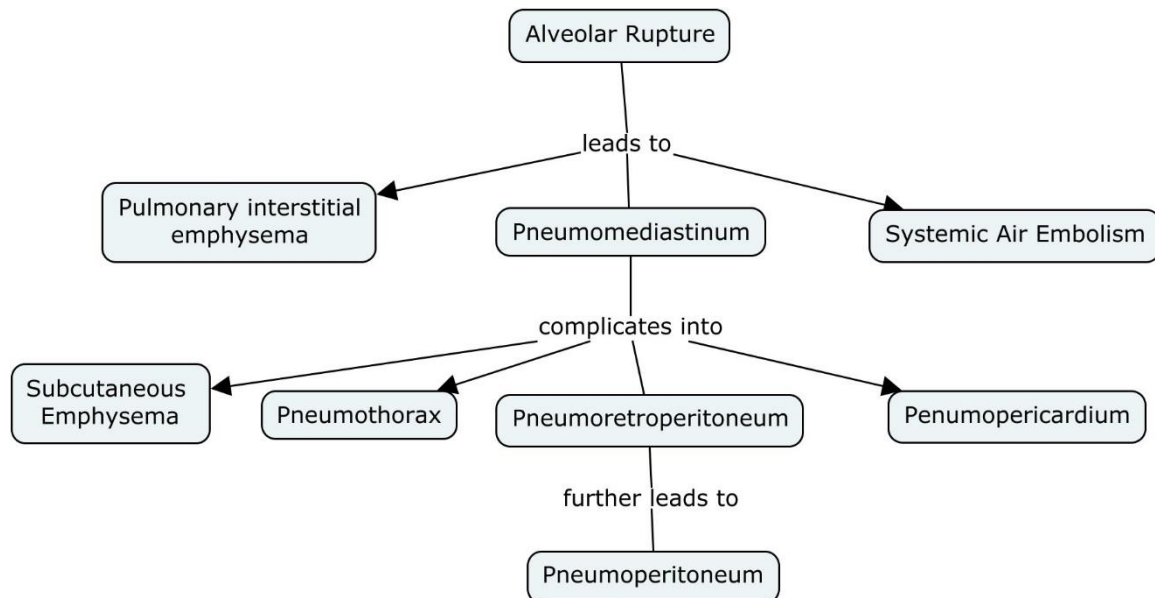 Alveolar Rupture
leads to
Pulmonary interstitial
emphysema
Pneumomediastinum
Systemic Air Embolism
complicates into
Subcutaneous
Emphysema
Pneumothorax
Pneumoretroperitoneum
Penumopericardium
further leads to
Pneumoperitoneum